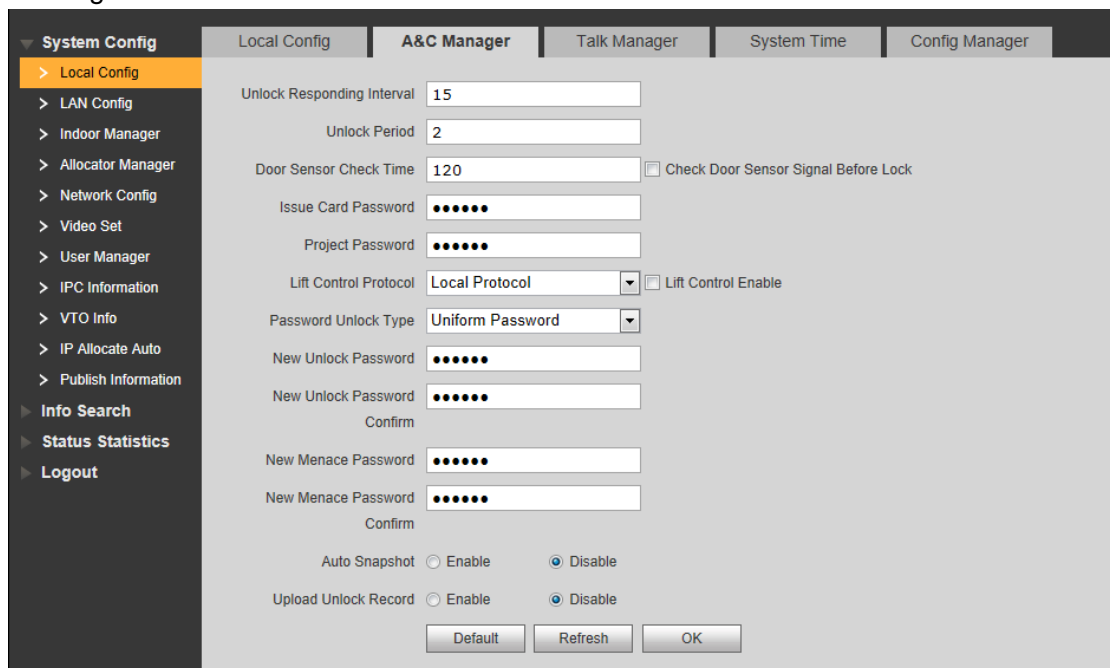 System Config
Local Config
LAN Config
Indoor Manager
Allocator Manager
Network Config
Video Set
User Manager
IPC Information
VTO Info
IP Allocate Auto
Publish Information
Info Search
Status Statistics
Logout
Local Config A&C Manager Talk Manager System Time Config Manager
Unlock Responding Interval 15
Unlock Period 2
Door Sensor Check Time 120 Check Door Sensor Signal Before Lock
Issue Card Password ●●●●●●
Project Password ●●●●●●
Lift Control Protocol Local Protocol Lift Control Enable
Password Unlock Type Uniform Password
New Unlock Password ●●●●●●
New Unlock Password ●●●●●●
Confirm
New Menace Password ●●●●●●
New Menace Password ●●●●●●
Confirm
Auto Snapshot Enable Disable
Upload Unlock Record Enable Disable
Default Refresh OK